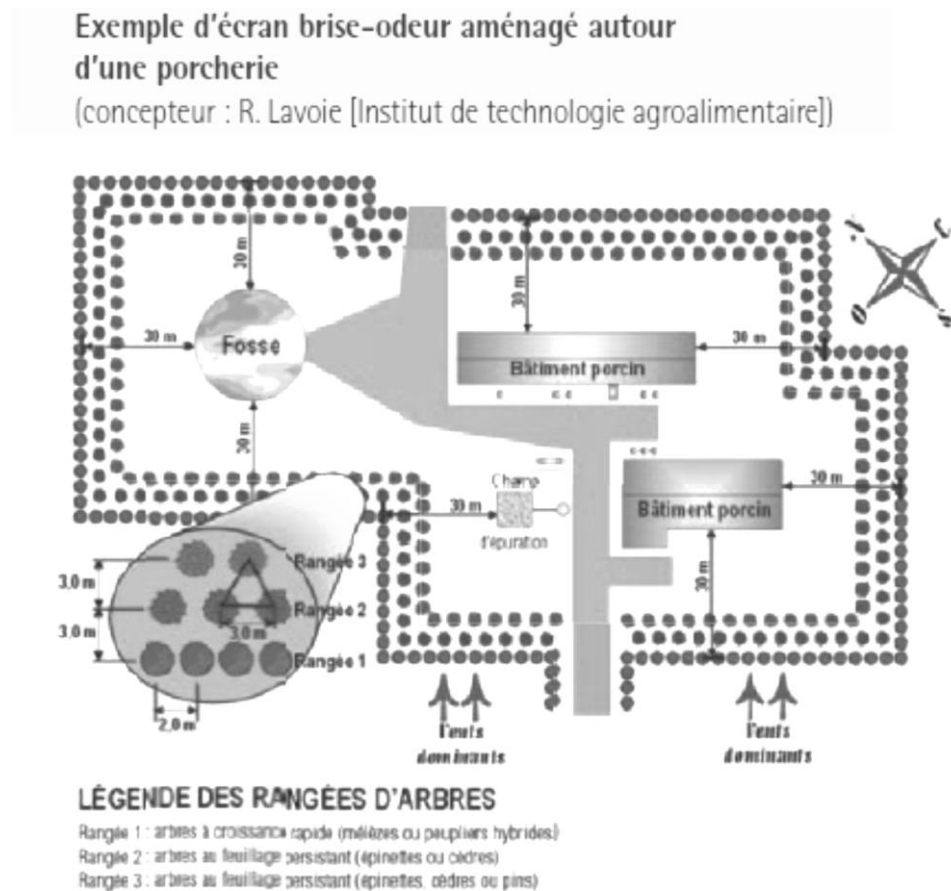 Exemple d'écran brise-odeur aménagé autour
d'une porcherie
(concepteur : R. Lavoie [Institut de technologie agroalimentaire])
30 m
30 m
30 m
Fosse
30 m
30 m
Bâtiment porcin
30 m
30 m
Champ
d'épuration
30 m
Bâtiment porcin
30 m
Rangée 3
Rangée 2
Rangée 1
3,0 m
3,0 m
3,0 m
2,0 m
Vents
dominants
Vents
dominants
LÉGENDE DES RANGÉES D'ARBRES
Rangée 1 : arbres à croissance rapide (mélèzes ou peupliers hybrides)
Rangée 2 : arbres au feuillage persistant (épinettes ou cèdres)
Rangée 3 : arbres au feuillage persistant (épinettes, cèdres ou pins)